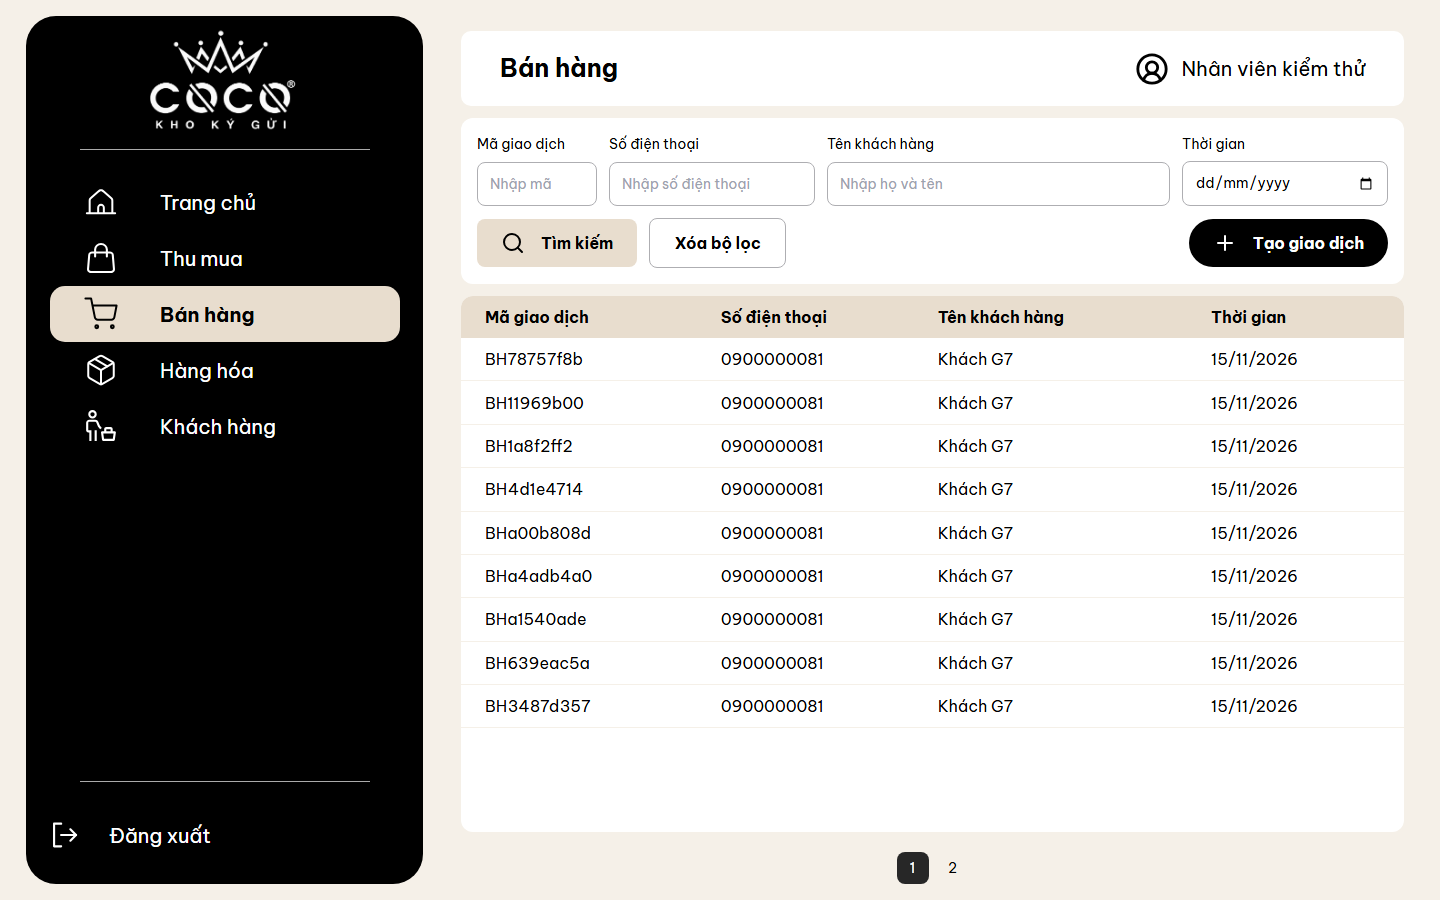 COCO®
KHO KÝ GỬI
Trang chủ
Thu mua
Bán hàng
Hàng hóa
Khách hàng
Đăng xuất
Bán hàng
Nhân viên kiểm thử
Mã giao dịch Số điện thoại Tên khách hàng Thời gian
Nhập mã Nhập số điện thoại Nhập họ và tên dd/mm/yyyy
Tìm kiếm Xóa bộ lọc Tạo giao dịch
Mã giao dịch Số điện thoại Tên khách hàng Thời gian
BH78757f8b 0900000081 Khách G7 15/11/2026
BH11969b00 0900000081 Khách G7 15/11/2026
BH1a8f2ff2 0900000081 Khách G7 15/11/2026
BH4d1e4714 0900000081 Khách G7 15/11/2026
BHa00b808d 0900000081 Khách G7 15/11/2026
BHa4adb4a0 0900000081 Khách G7 15/11/2026
BHa1540ade 0900000081 Khách G7 15/11/2026
BH639eac5a 0900000081 Khách G7 15/11/2026
BH3487d357 0900000081 Khách G7 15/11/2026
1 2